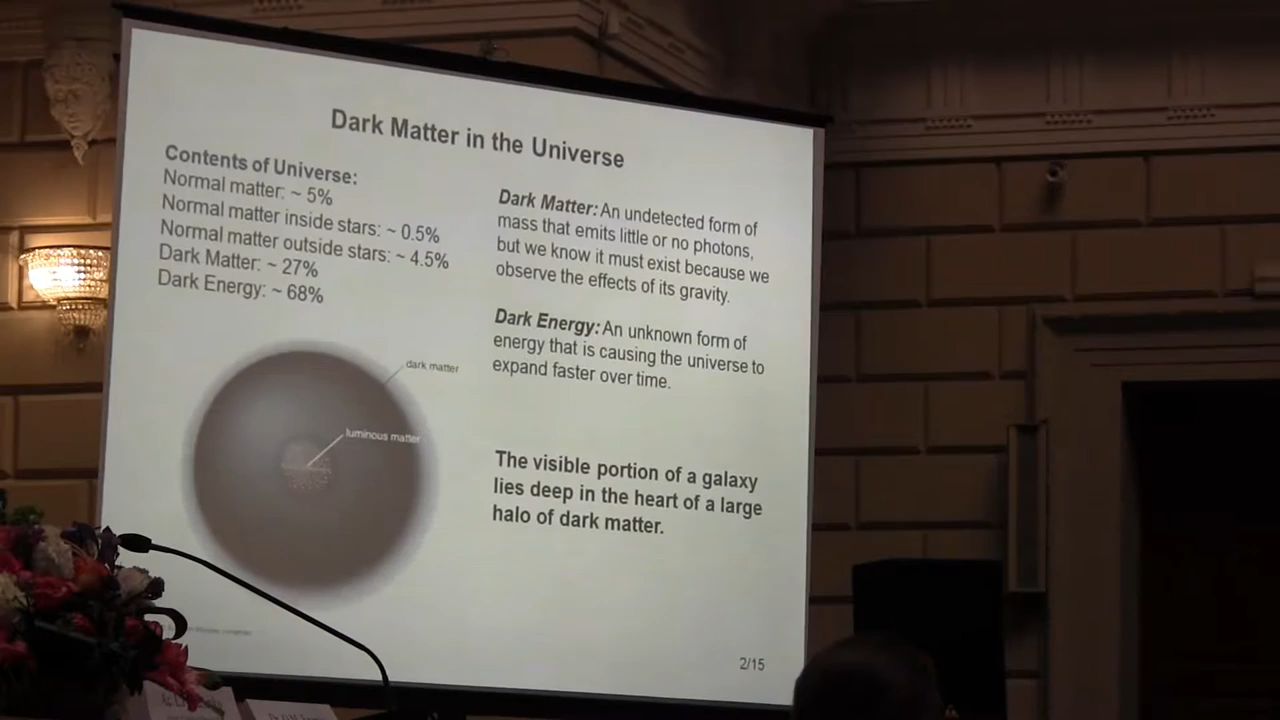 Dark Matter in the Universe
Contents of Universe:
Normal matter: ~ 5%
Normal matter inside stars: ~ 0.5%
Normal matter outside stars: ~ 4.5%
Dark Matter: ~ 27%
Dark Energy: ~ 68%
dark matter
luminous matter
Dark Matter: An undetected form of
mass that emits little or no photons,
but we know it must exist because we
observe the effects of its gravity.
Dark Energy: An unknown form of
energy that is causing the universe to
expand faster over time.
The visible portion of a galaxy
lies deep in the heart of a large
halo of dark matter.
2/15